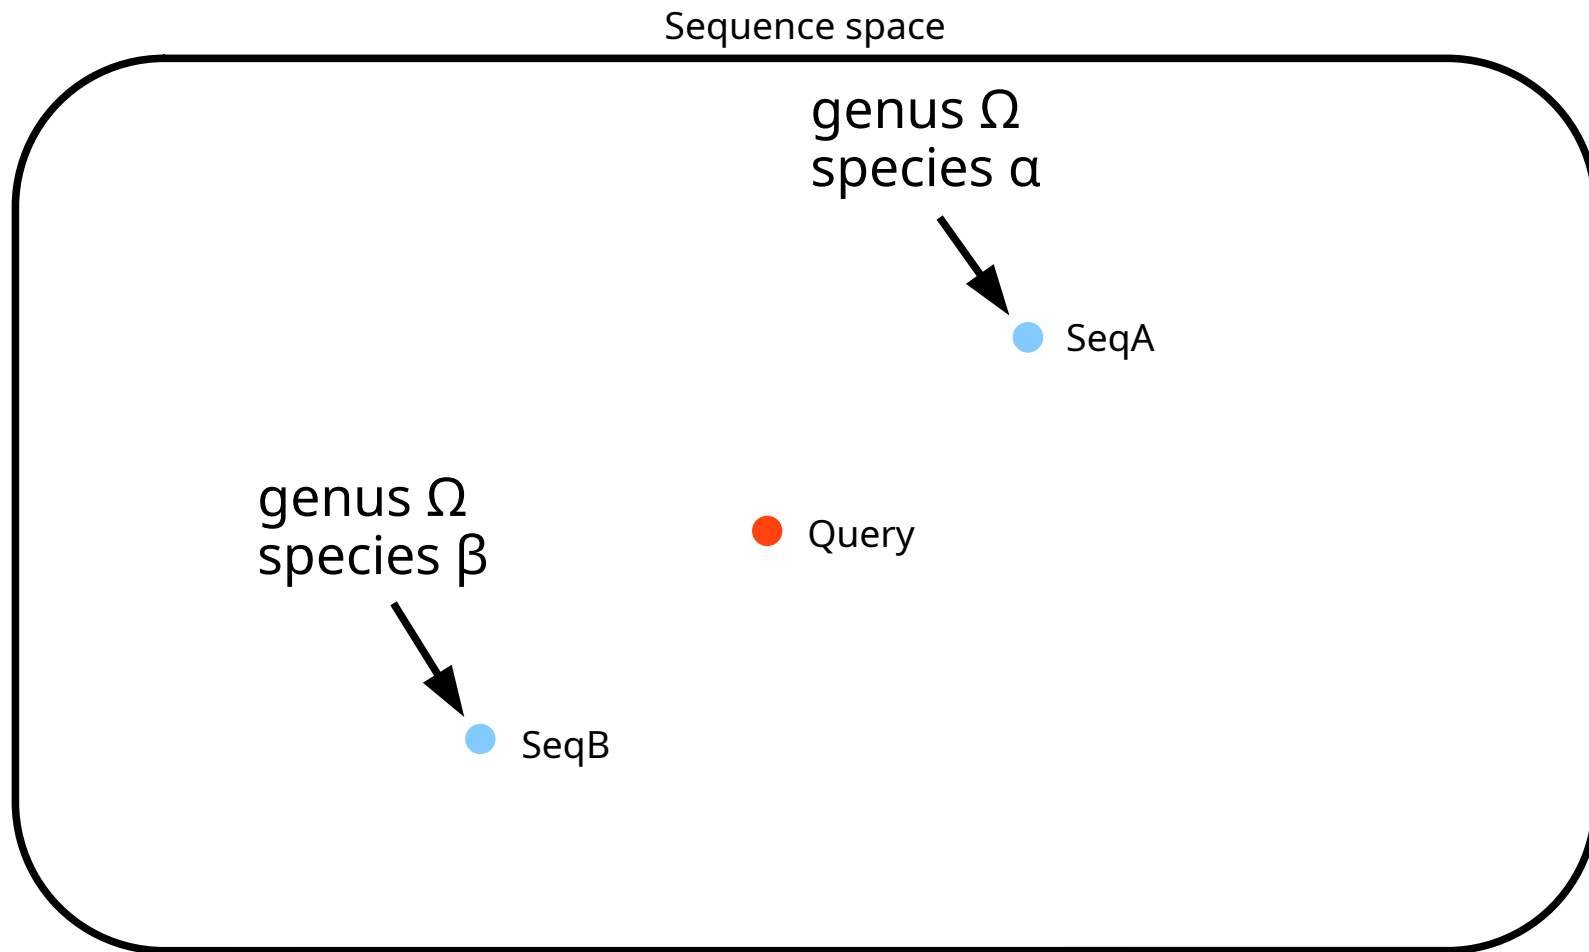 Sequence space
genus Ω
species α
SeqA
genus Ω
species β
Query
SeqB